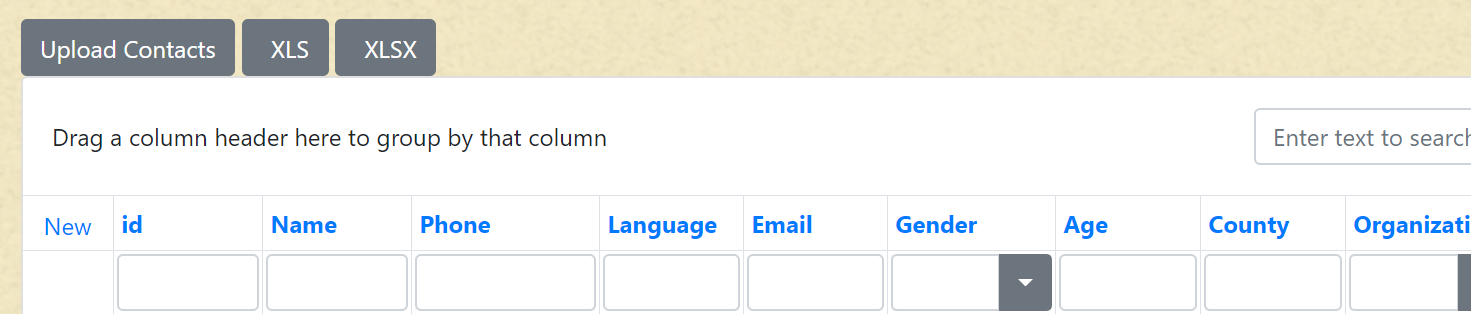 Upload Contacts XLS XLSX
Drag a column header here to group by that column Enter text to search
New id Name Phone Language Email Gender Age County Organizati